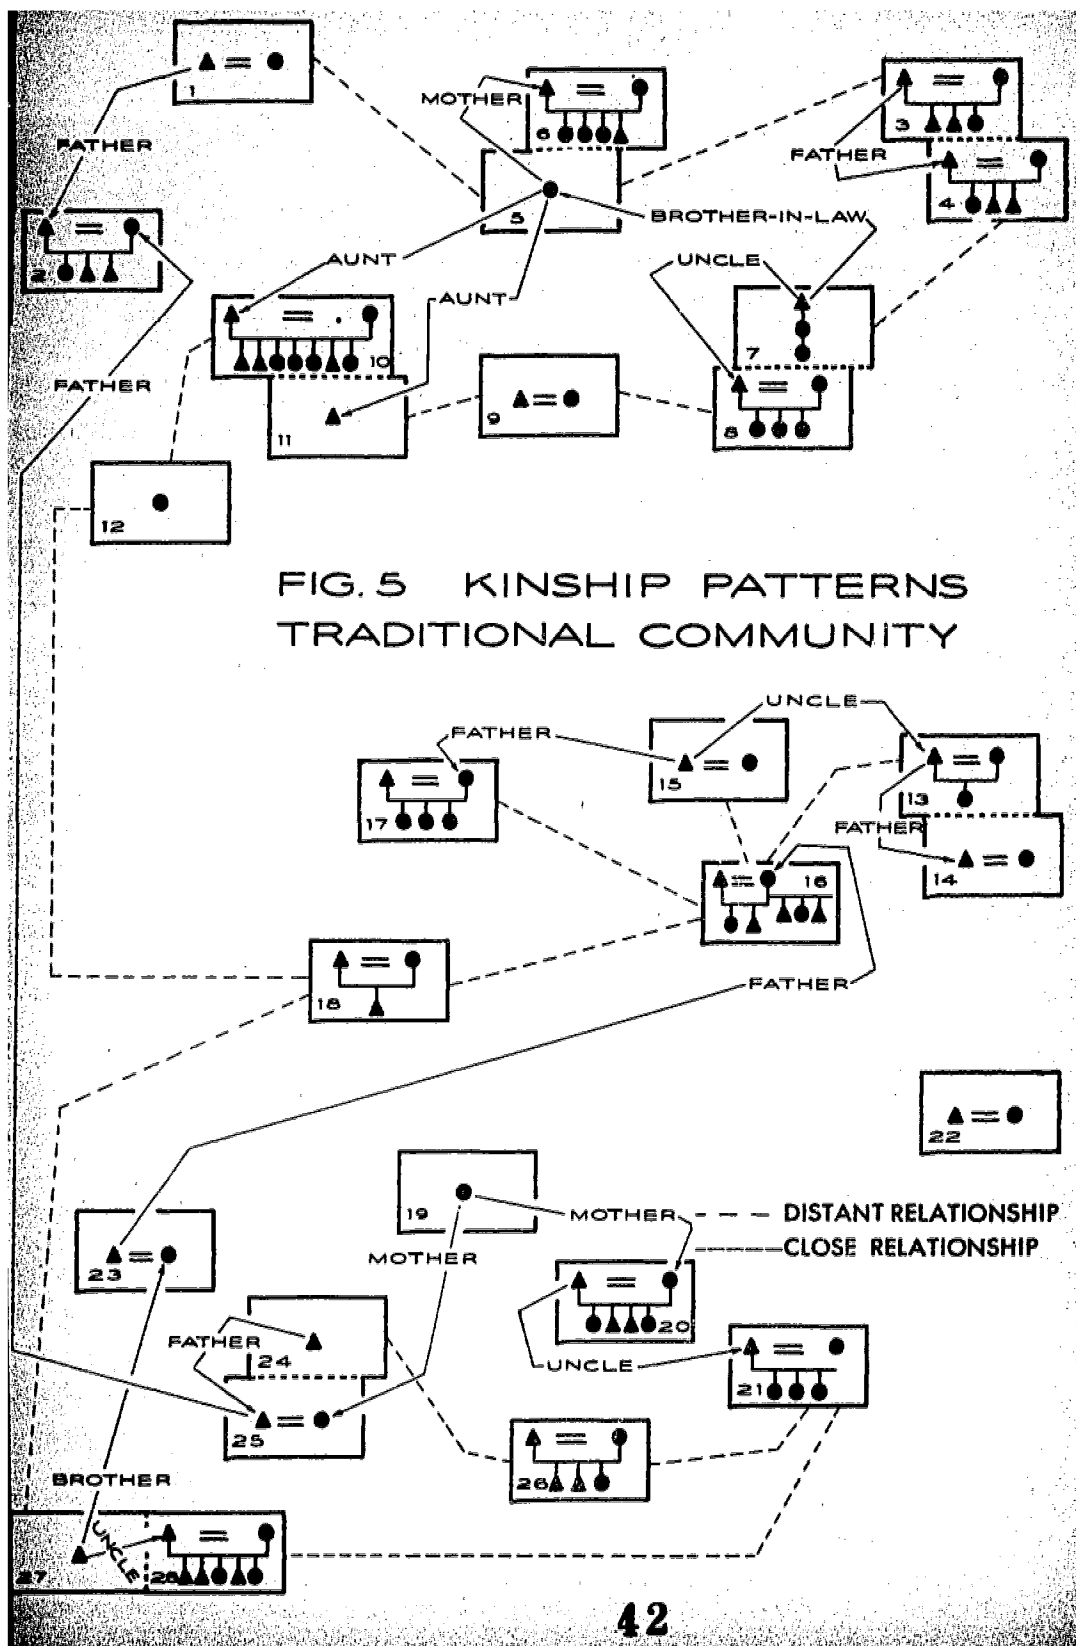 1
MOTHER
6
3
FATHER
FATHER
4
5
BROTHER-IN-LAW
2
AUNT
UNCLE
AUNT
7
10
FATHER
9
8
11
12
FIG. 5 KINSHIP PATTERNS
TRADITIONAL COMMUNITY
UNCLE
FATHER
15
13
17
FATHER
14
16
FATHER
18
22
19
MOTHER
DISTANT RELATIONSHIP
CLOSE RELATIONSHIP
MOTHER
23
20
FATHER
24
UNCLE
21
25
26
BROTHER
UNCLE
27
28
42